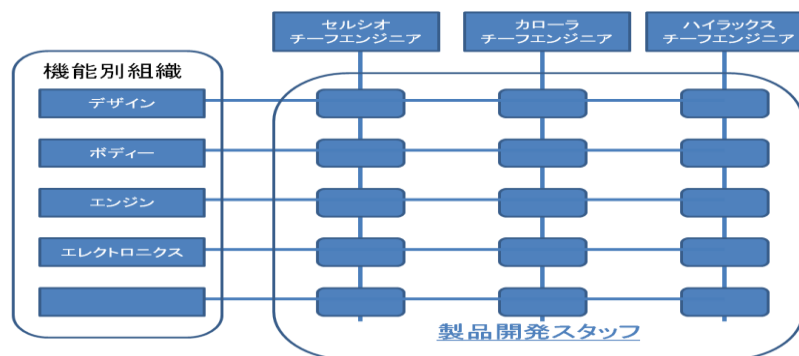 セルシオ
チーフエンジニア
カローラ
チーフエンジニア
ハイラックス
チーフエンジニア
機能別組織
デザイン
ボディー
エンジン
エレクトロニクス
製品開発スタッフ